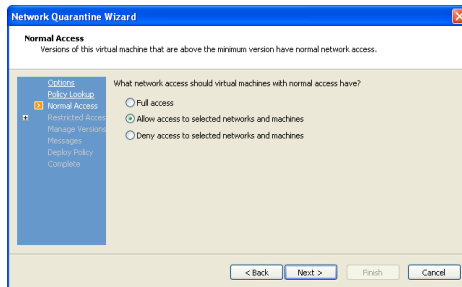 Network Quarantine Wizard
Normal Access
Versions of this virtual machine that are above the minimum version have normal network access.
Options
Policy Lookup
Normal Access
Restricted Acces
Manage Versions
Messages
Deploy Policy
Complete
What network access should virtual machines with normal access have?
Full access
Allow access to selected networks and machines
Deny access to selected networks and machines
< Back
Next >
Finish
Cancel